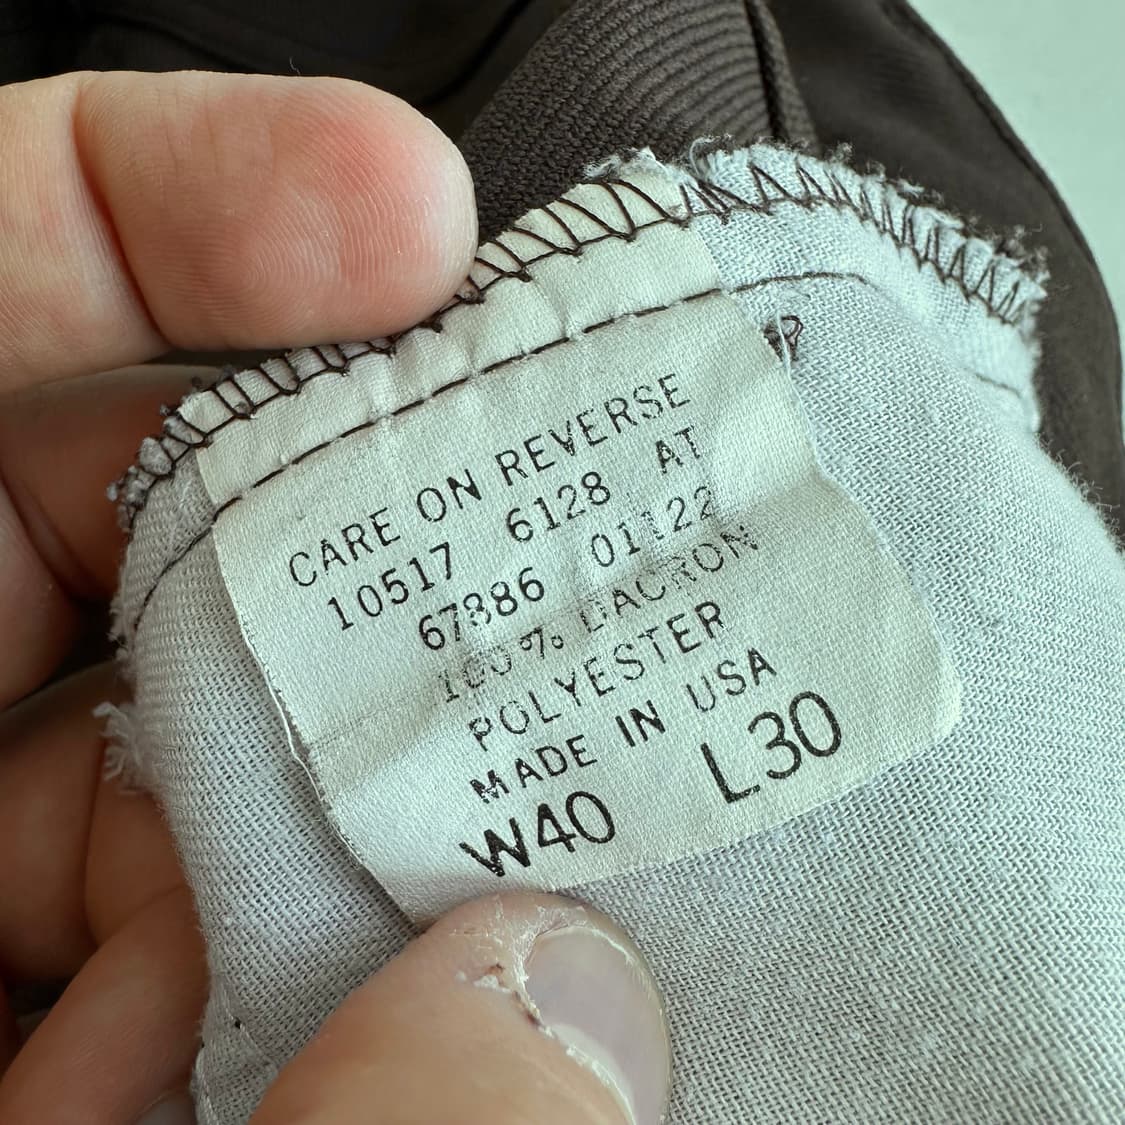 CARE ON REVERSE
10517 6128 AT
67886 01122
100% DACRON
POLYESTER
MADE IN USA
W40 L30